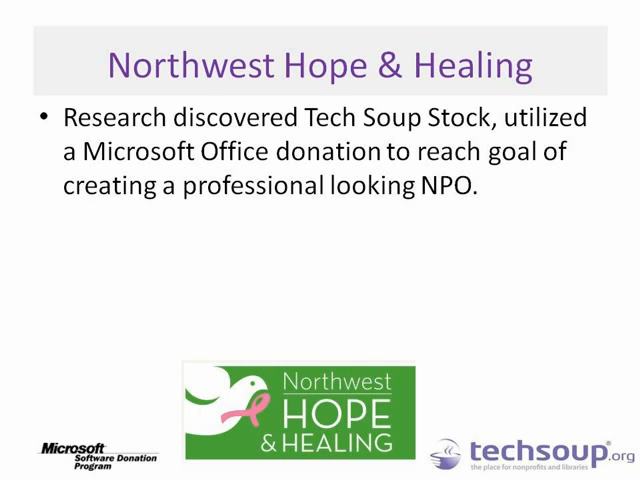 Northwest Hope & Healing
• Research discovered Tech Soup Stock, utilized
a Microsoft Office donation to reach goal of
creating a professional looking NPO.
Northwest
HOPE
& HEALING
Microsoft
Software Donation
Program
techsoup®.org
the place for nonprofits and libraries